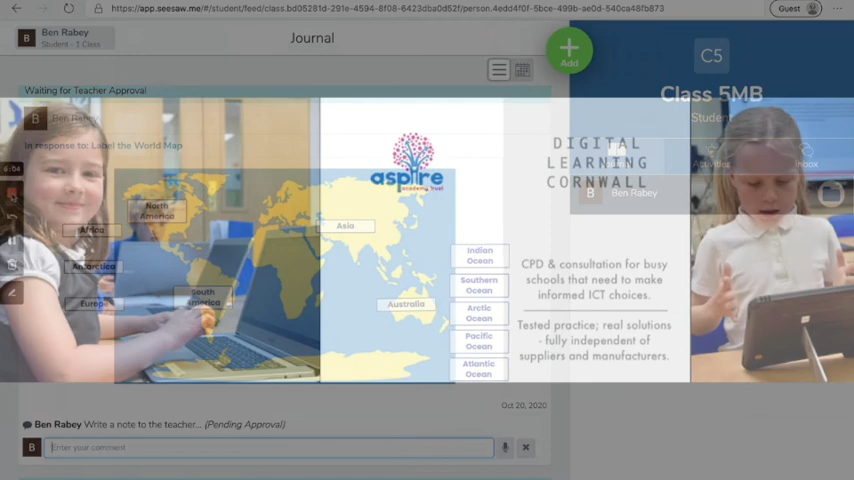 https://app.seesaw.me/#/student/feed/class.bd05281d-291e-4594-8f08-6423dba0d52f/person.4edd4f0f-5bce-499b-ae0d-540ca48fb873
Guest
B
Ben Rabey
Student - 1 Class
Journal
Add
C5
Class 5MB
Student
Waiting for Teacher Approval
B
Ben Rabey
In response to: Label the World Map
Activities
Inbox
B
Ben Rabey
6:04
aspire
academy trust
DIGITAL
LEARNING
CORNWALL
North
America
Africa
Asia
Antarctica
Europe
South
America
Australia
Indian
Ocean
Southern
Ocean
Arctic
Ocean
Pacific
Ocean
Atlantic
Ocean
CPD & consultation for busy
schools that need to make
informed ICT choices.
Tested practice; real solutions
- fully independent of
suppliers and manufacturers.
Oct 20, 2020
Ben Rabey Write a note to the teacher... (Pending Approval)
B
Enter your comment